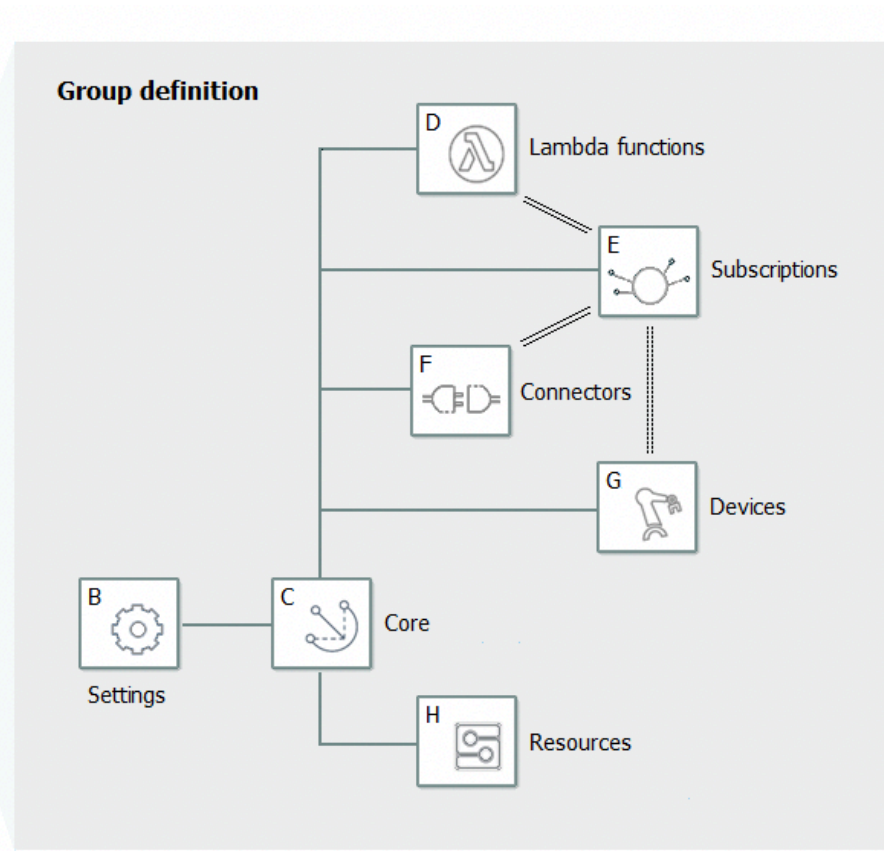 Group definition
D
Lambda functions
E
Subscriptions
F
Connectors
G
Devices
B
Settings
C
Core
H
Resources